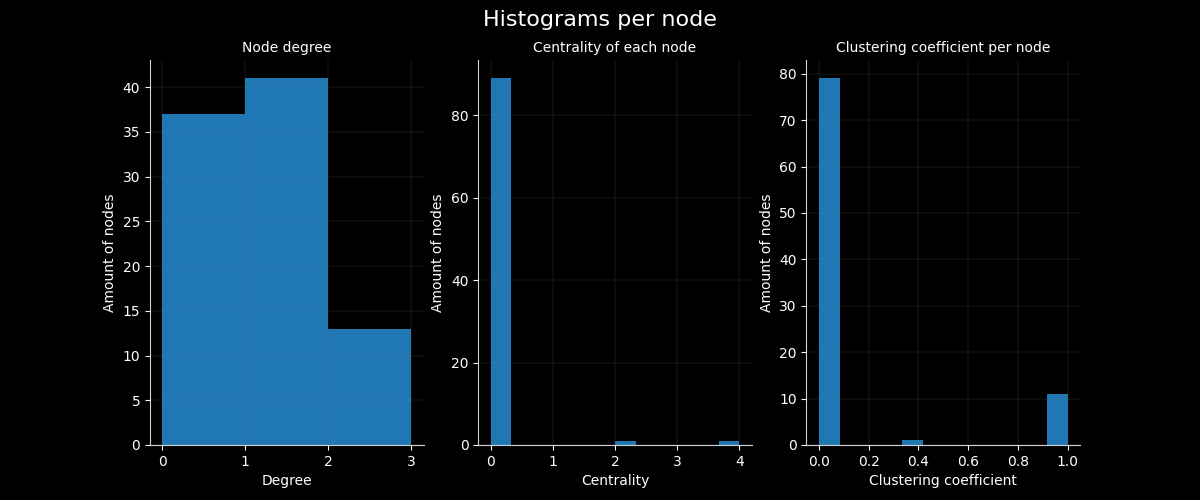 Histograms per node
Node degree
Amount of nodes
40
35
30
25
20
15
10
5
0
0 1 2 3
Degree
Centrality of each node
Amount of nodes
80
60
40
20
0
0 1 2 3 4
Centrality
Clustering coefficient per node
Amount of nodes
80
70
60
50
40
30
20
10
0
0.0 0.2 0.4 0.6 0.8 1.0
Clustering coefficient